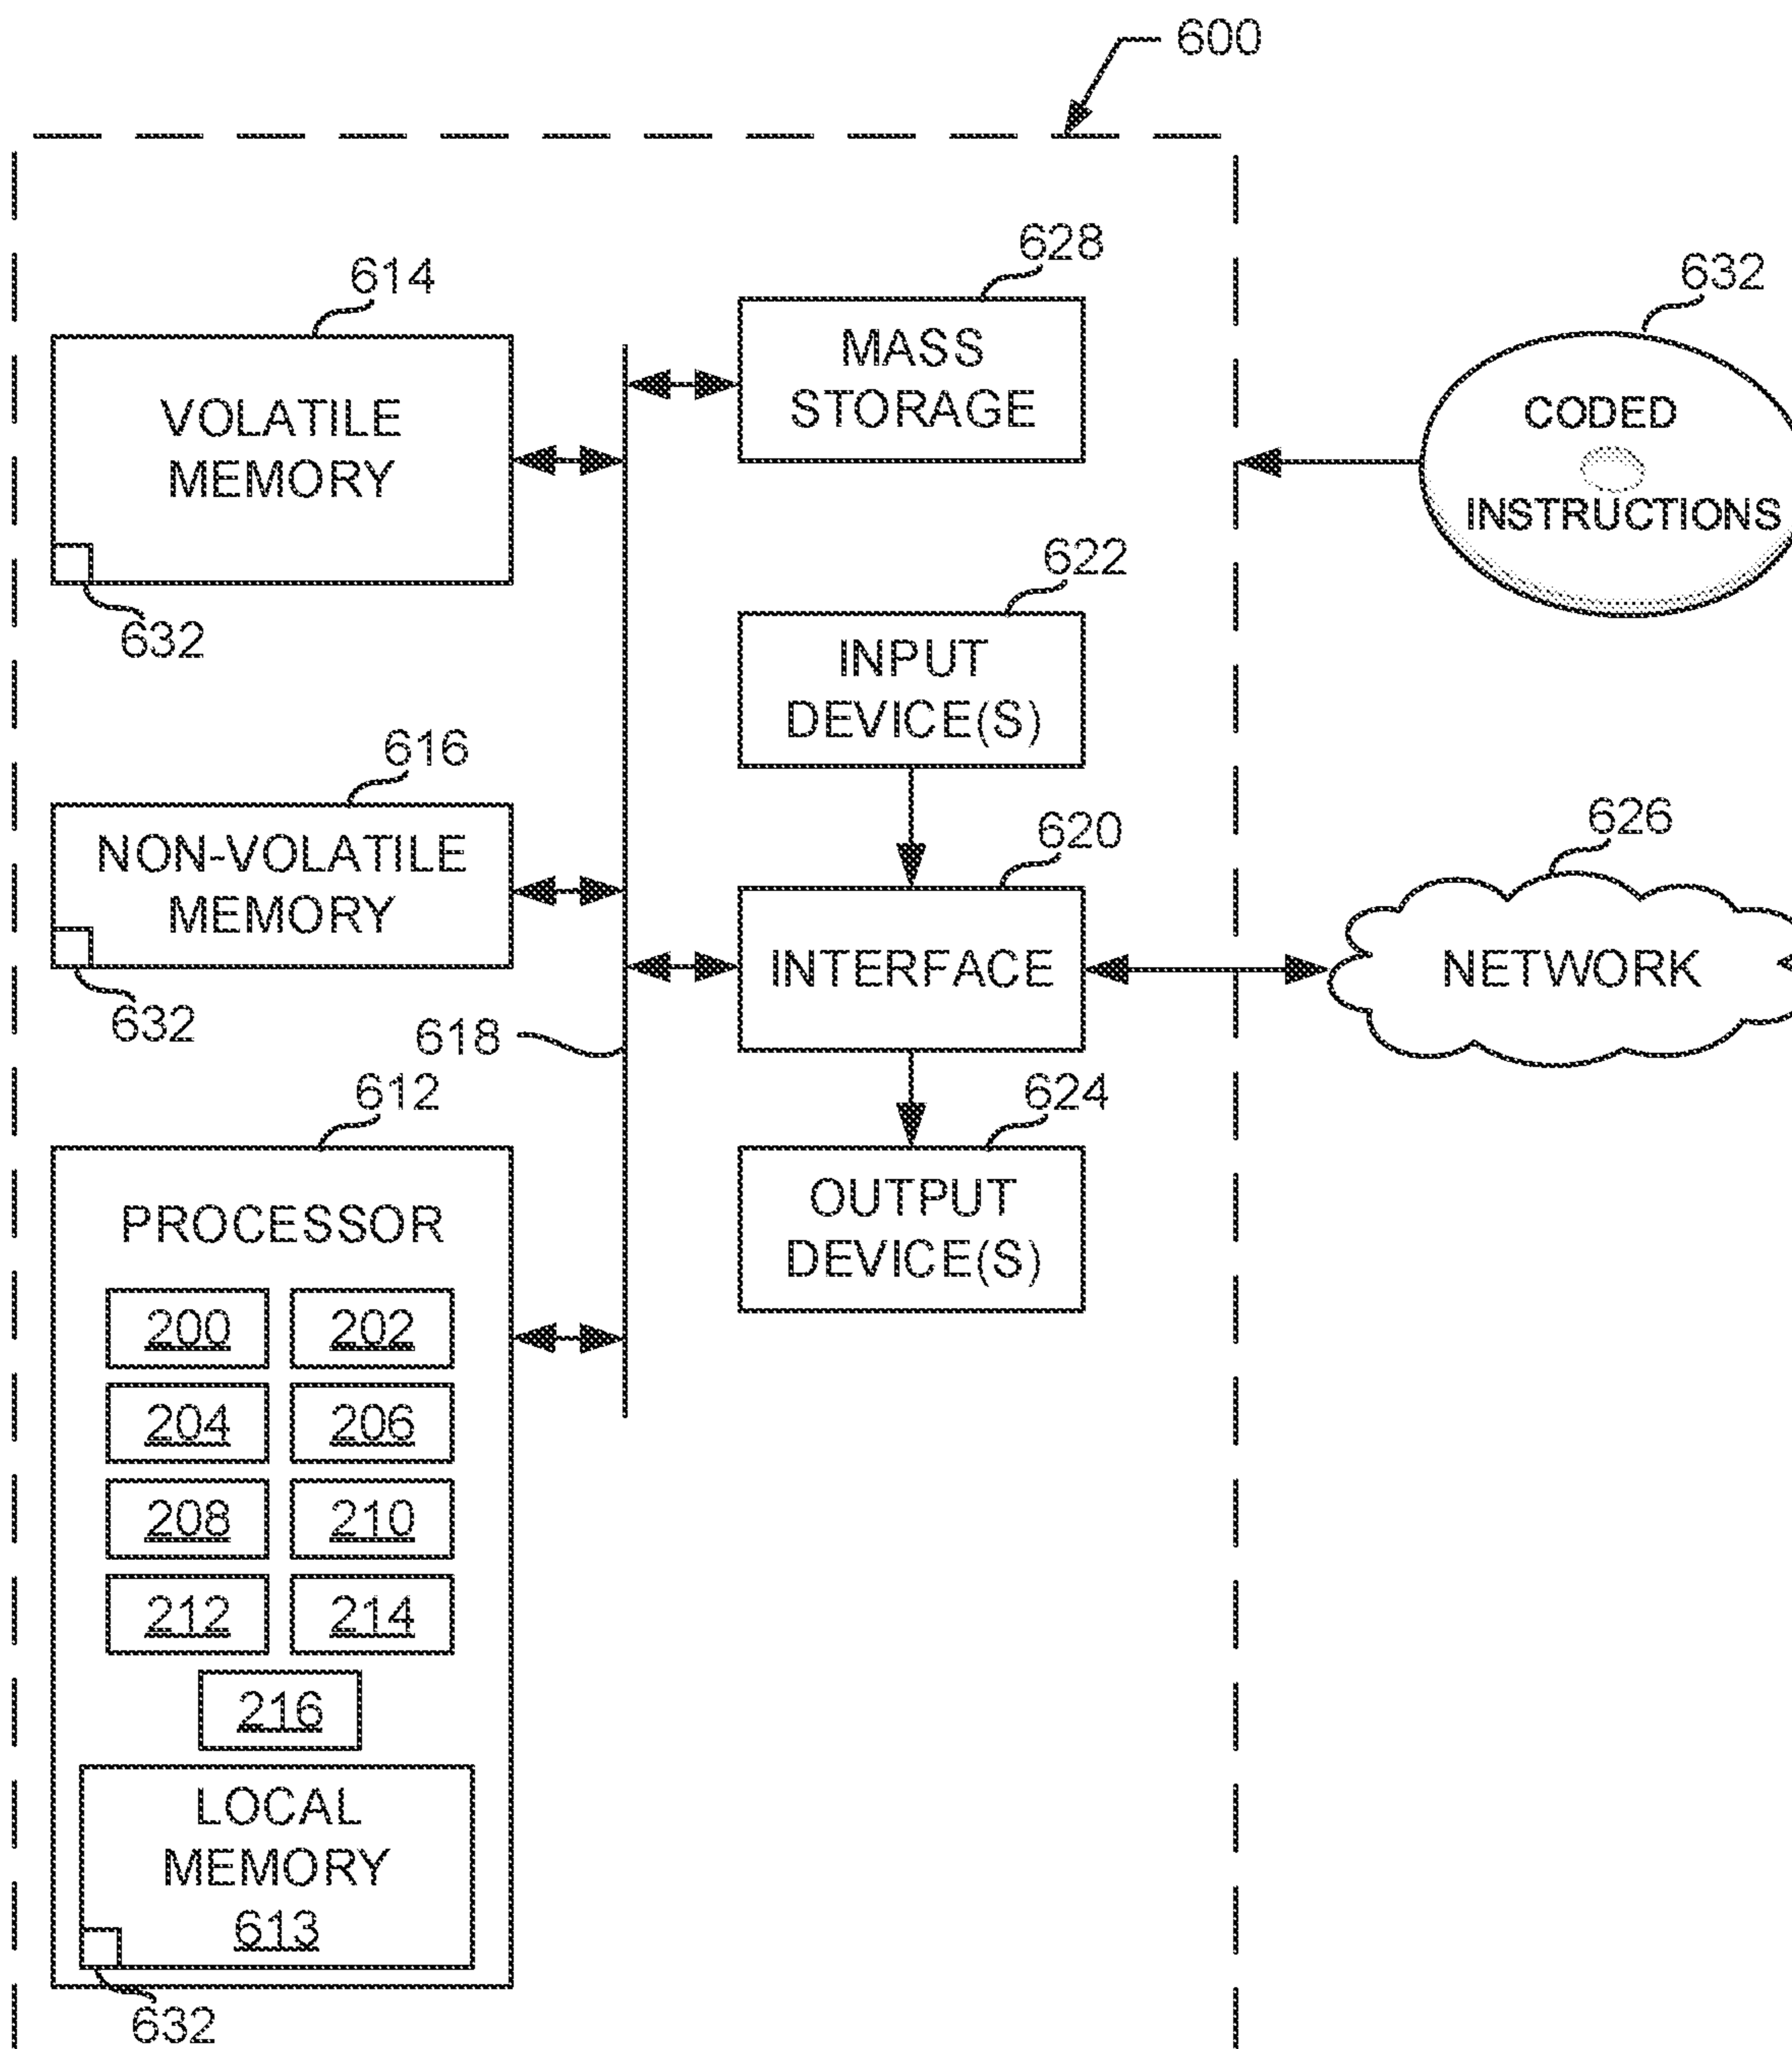 600
628
614
632
MASS
STORAGE
VOLATILE
MEMORY
CODED
INSTRUCTIONS
622
632
INPUT
DEVICE(S)
616
620
626
NON-VOLATILE
MEMORY
INTERFACE
NETWORK
632
618
612
624
PROCESSOR
OUTPUT
DEVICE(S)
200 202
204 206
208 210
212 214
216
LOCAL
MEMORY
613
632